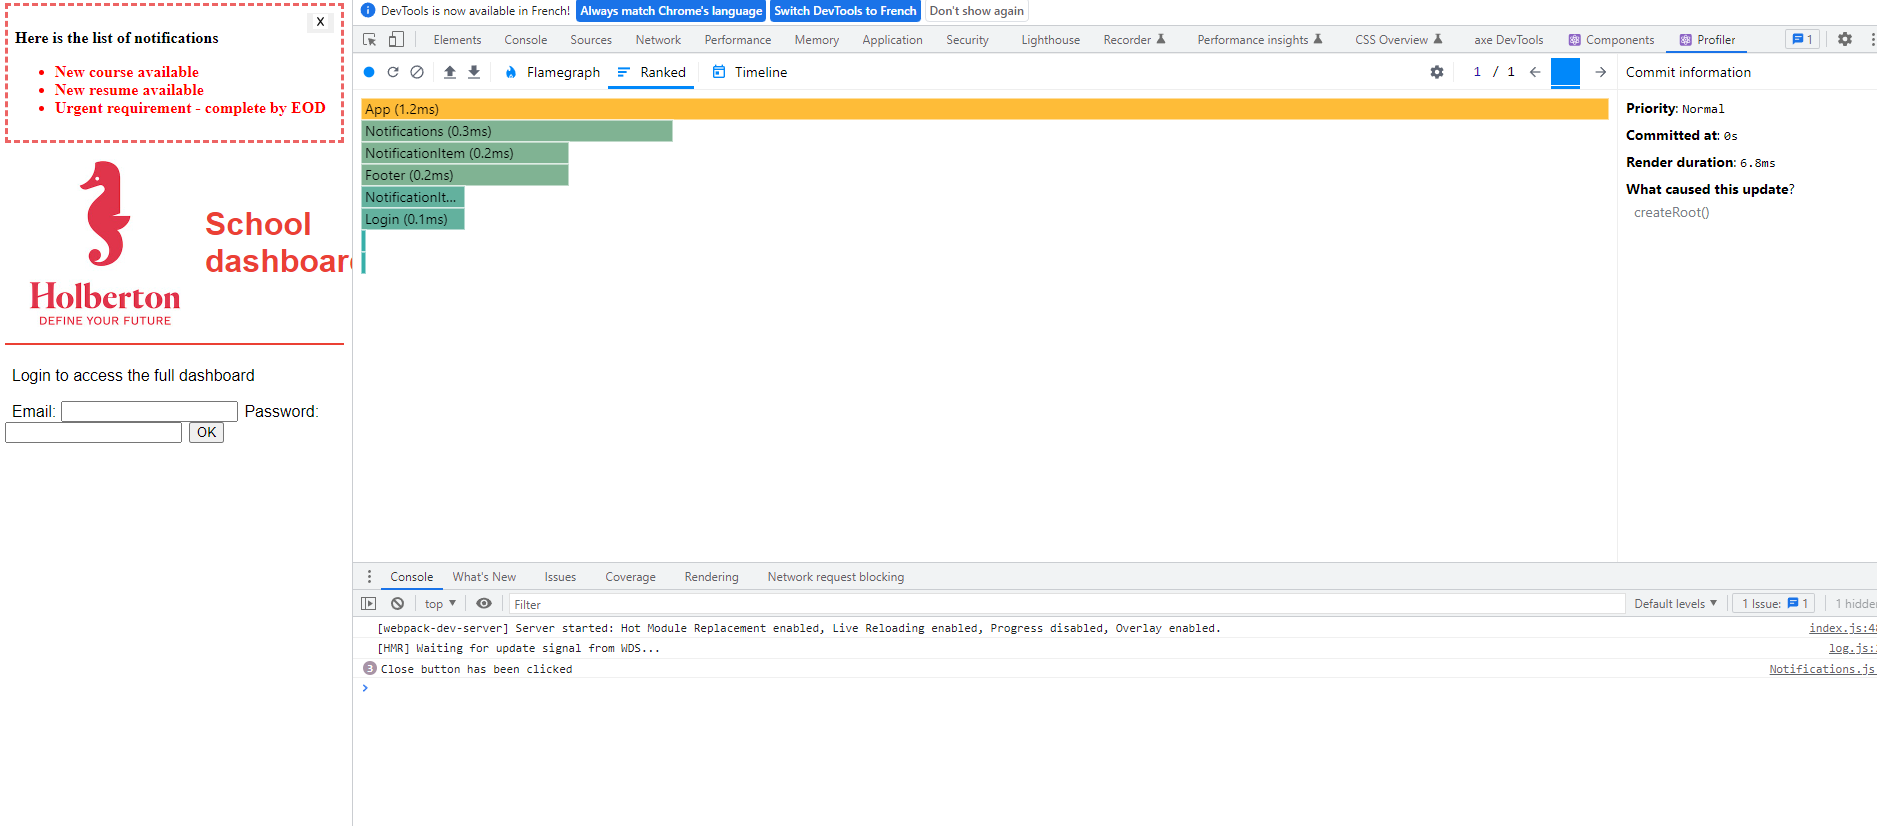 X
Here is the list of notifications
New course available
New resume available
Urgent requirement - complete by EOD
Holberton
DEFINE YOUR FUTURE
School
dashboar
Login to access the full dashboard
Email: Password:
OK
DevTools is now available in French! Always match Chrome's language Switch DevTools to French Don't show again
Elements Console Sources Network Performance Memory Application Security Lighthouse Recorder Performance insights CSS Overview axe DevTools Components Profiler 1
Flamegraph Ranked Timeline 1 / 1
App (1.2ms)
Notifications (0.3ms)
NotificationItem (0.2ms)
Footer (0.2ms)
NotificationIt...
Login (0.1ms)
Commit information
Priority: Normal
Committed at: 0s
Render duration: 6.8ms
What caused this update?
createRoot()
Console What's New Issues Coverage Rendering Network request blocking
top Filter Default levels 1 Issue: 1 1 hidde
[webpack-dev-server] Server started: Hot Module Replacement enabled, Live Reloading enabled, Progress disabled, Overlay enabled. index.js:48
[HMR] Waiting for update signal from WDS... log.js:
3 Close button has been clicked Notifications.js